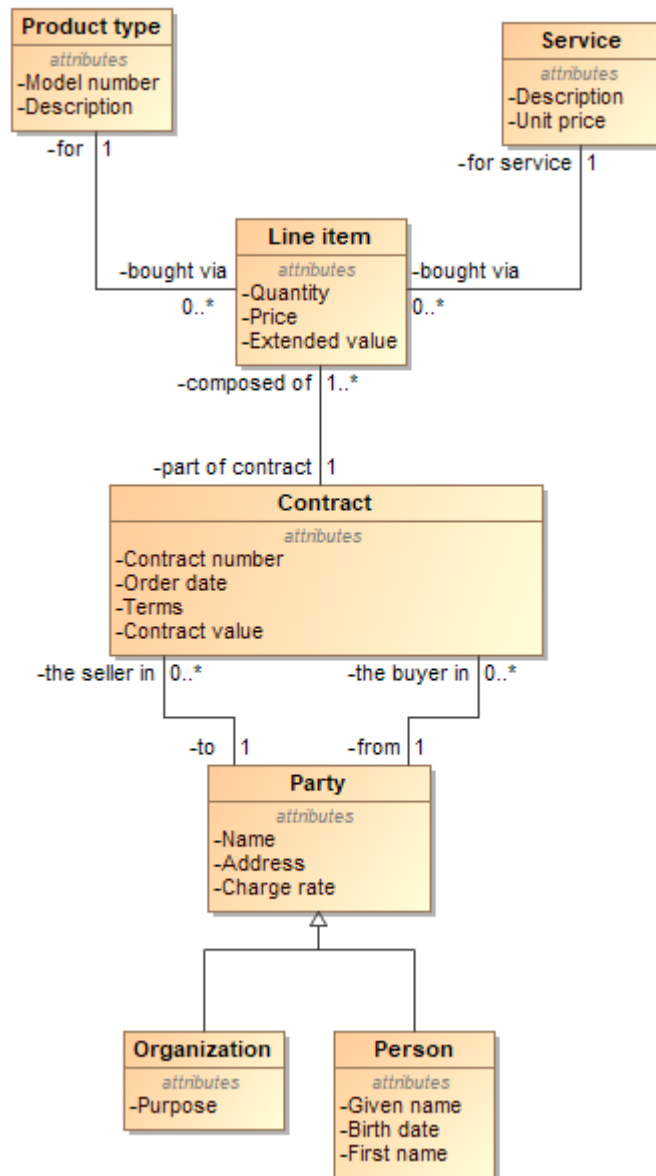 Product type
attributes
-Model number
-Description
Service
attributes
-Description
-Unit price
-for 1
-for service 1
Line item
attributes
-Quantity
-Price
-Extended value
-bought via
0..*
-bought via
0..*
-composed of 1..*
-part of contract 1
Contract
attributes
-Contract number
-Order date
-Terms
-Contract value
-the seller in 0..*
-the buyer in 0..*
-to 1
-from 1
Party
attributes
-Name
-Address
-Charge rate
Organization
attributes
-Purpose
Person
attributes
-Given name
-Birth date
-First name